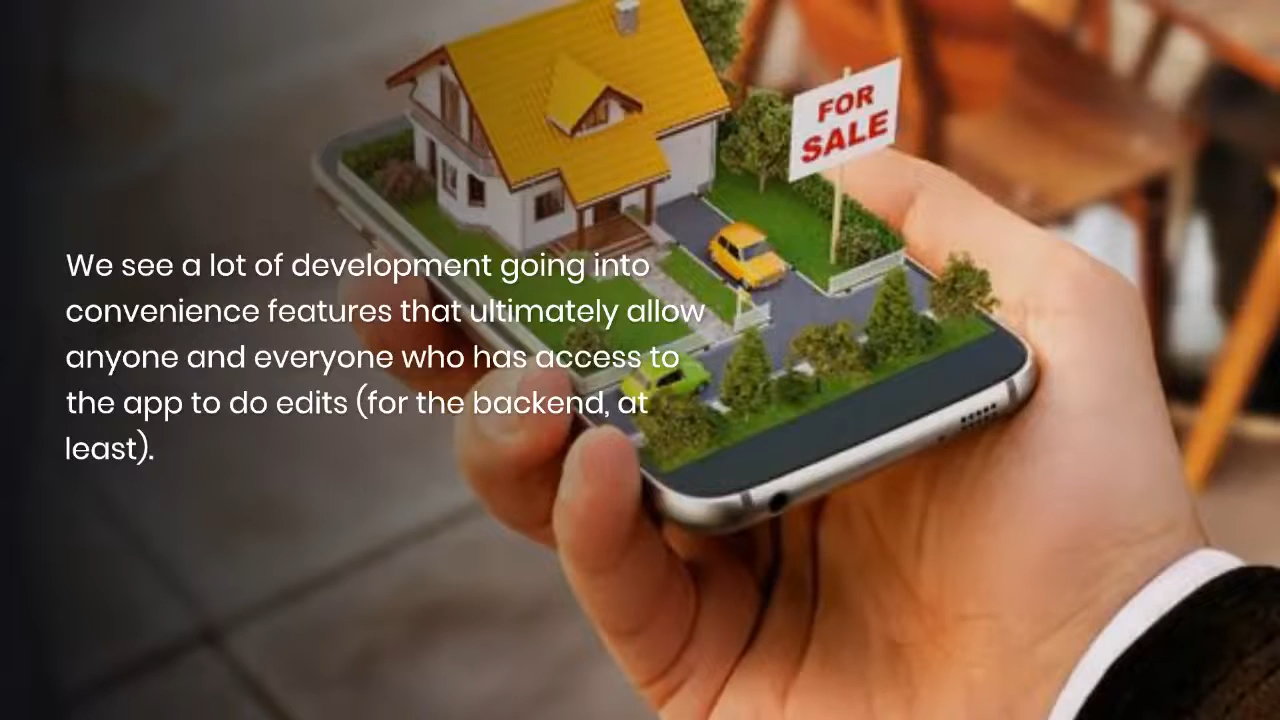 FOR
SALE
We see a lot of development going into
convenience features that ultimately allow
anyone and everyone who has access to
the app to do edits (for the backend, at
least).